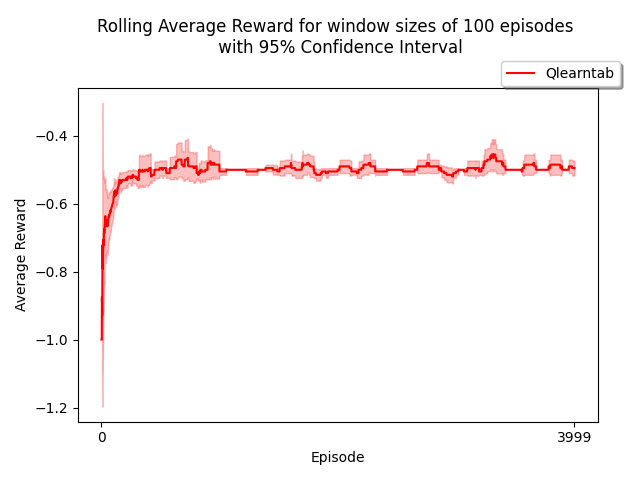 Rolling Average Reward for window sizes of 100 episodes
with 95% Confidence Interval
Qlearntab
−0.4
−0.6
−0.8
−1.0
−1.2
Average Reward
0
3999
Episode